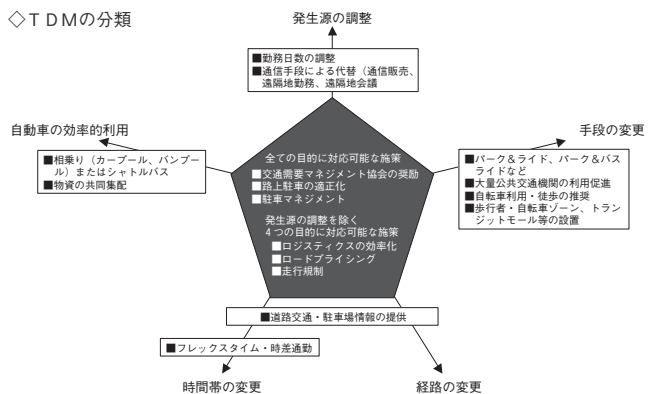 ◇ＴＤＭの分類
発生源の調整
■勤務日数の調整
■通信手段による代替（通信販売、
遠隔地勤務、遠隔地会議
自動車の効率的利用
■相乗り（カープール、バンプー
ル）またはシャトルバス
■物資の共同集配
手段の変更
■パーク＆ライド、パーク＆バス
ライドなど
■大量公共交通機関の利用促進
■自転車利用・徒歩の推奨
■歩行者・自転車ゾーン、トラン
ジットモール等の設置
全ての目的に対応可能な施策
■交通需要マネジメント協会の奨励
■路上駐車の適正化
■駐車マネジメント
発生源の調整を除く
４つの目的に対応可能な施策
■ロジスティクスの効率化
■ロードプライシング
■走行規制
■道路交通・駐車場情報の提供
■フレックスタイム・時差通勤
時間帯の変更
経路の変更